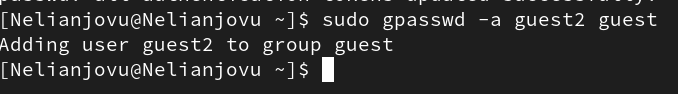 [Nelianjovu@Nelianjovu ~]$ sudo gpasswd -a guest2 guest
Adding user guest2 to group guest
[Nelianjovu@Nelianjovu ~]$